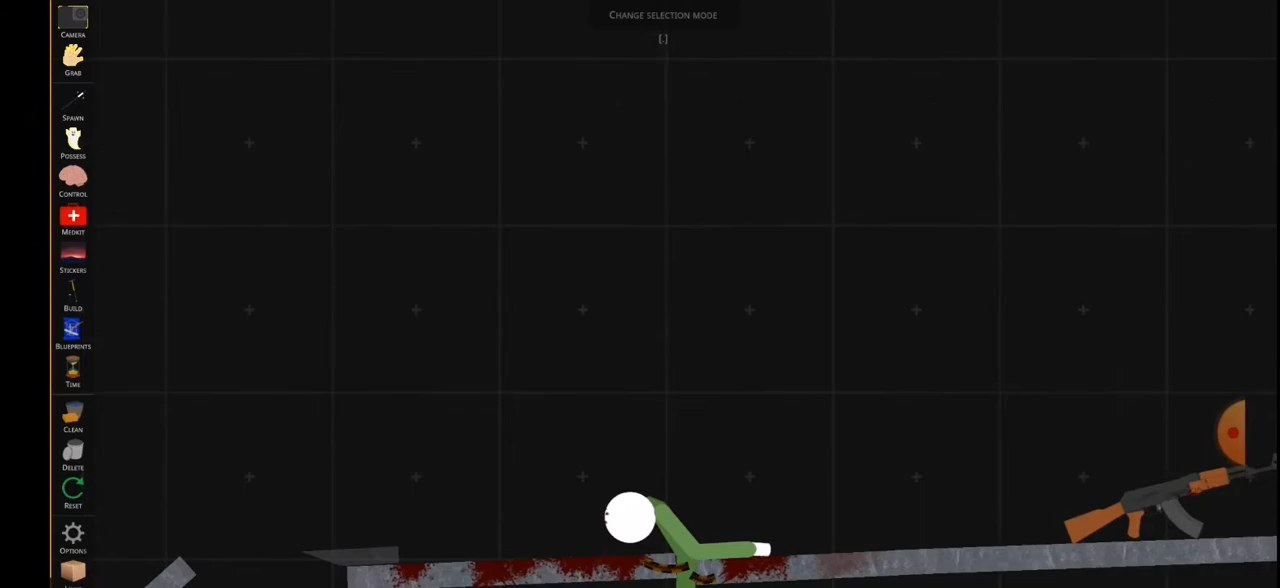 CHANGE SELECTION MODE
[.]
CAMERA
GRAB
SPAWN
POSSESS
CONTROL
MEDKIT
STICKERS
BUILD
BLUEPRINTS
TIME
CLEAN
DELETE
RESET
OPTIONS